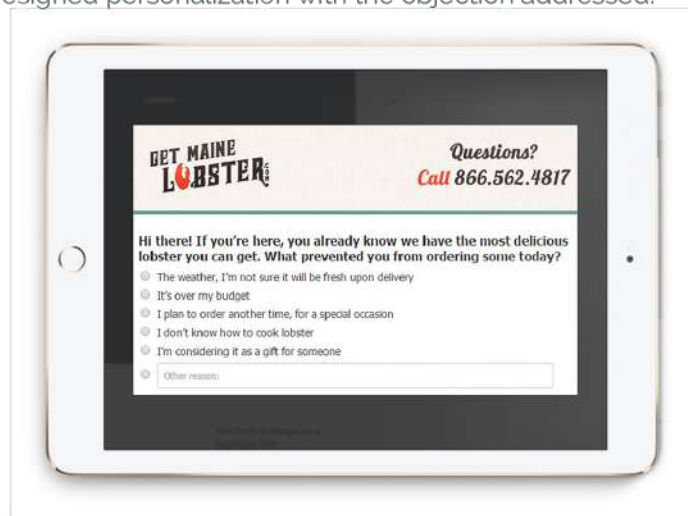 esigned personalization with the objection addressed.
GET MAINE
LOBSTER.COM
Questions?
Call 866.562.4817
Hi there! If you're here, you already know we have the most delicious
lobster you can get. What prevented you from ordering some today?
The weather, I'm not sure it will be fresh upon delivery
It's over my budget
I plan to order another time, for a special occasion
I don't know how to cook lobster
I'm considering it as a gift for someone
Other reason: